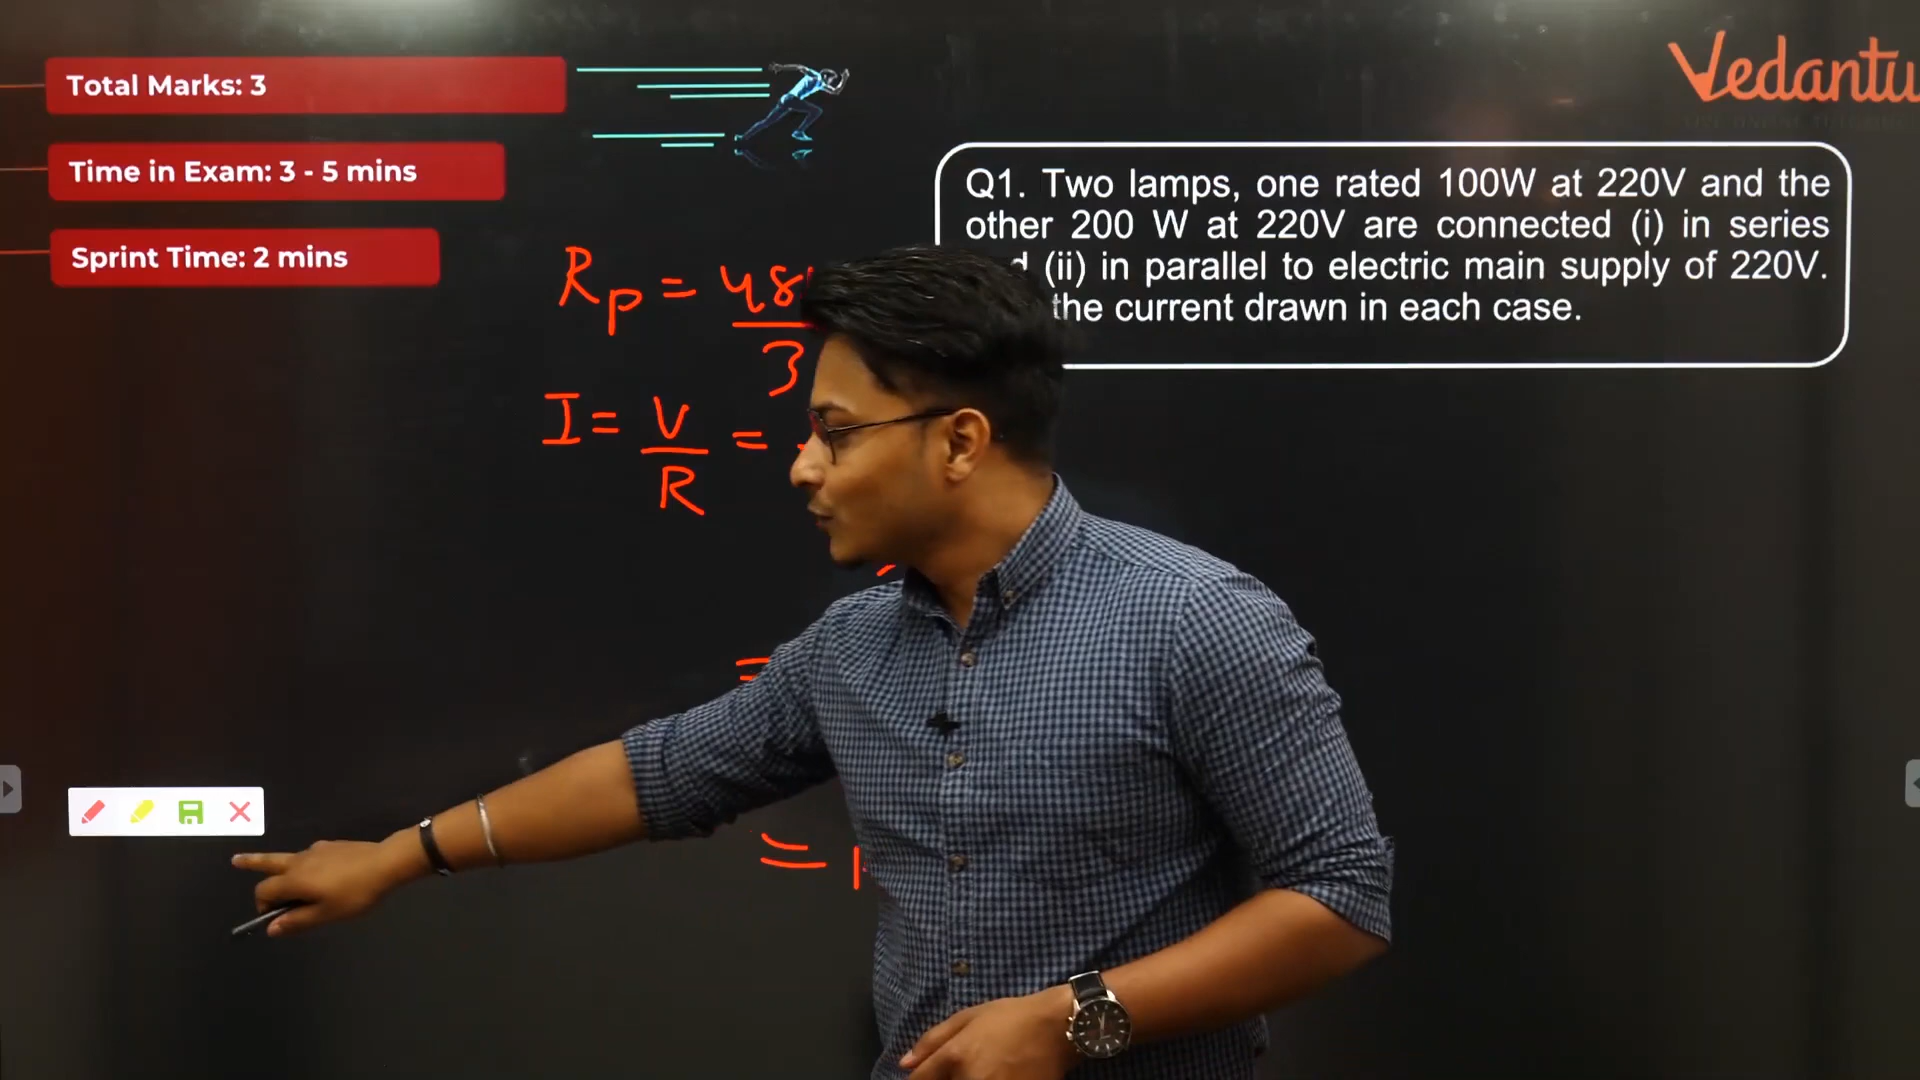 Total Marks: 3
Time in Exam: 3 - 5 mins
Sprint Time: 2 mins
Vedantu
Q1. Two lamps, one rated 100W at 220V and the
other 200 W at 220V are connected (i) in series
(ii) in parallel to electric main supply of 220V.
the current drawn in each case.
Rp = 48
3
I = V/R =
=
= 1